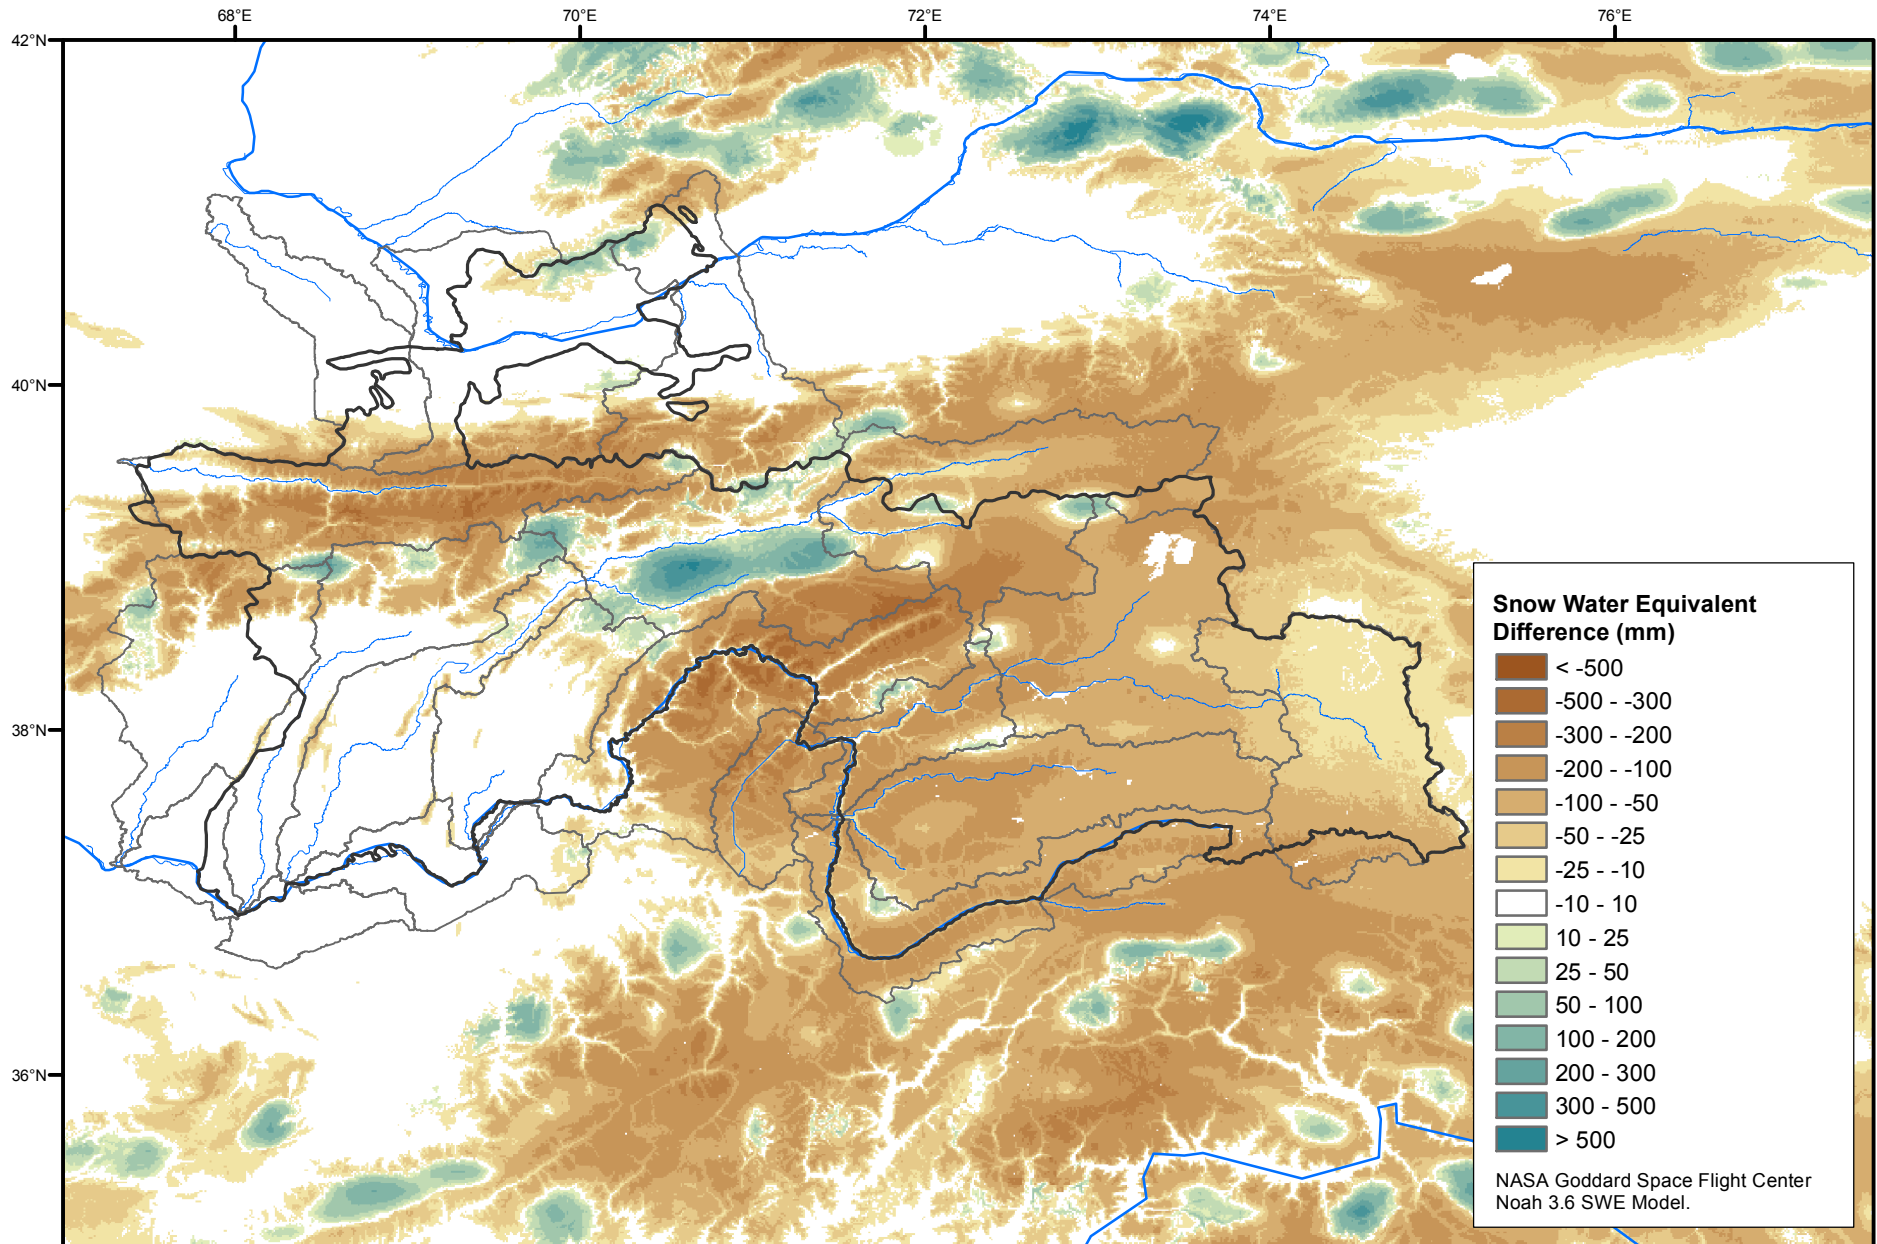 68°E 70°E 72°E 74°E 76°E
42°N
40°N
38°N
36°N
Snow Water Equivalent
Difference (mm)
< -500
-500 - -300
-300 - -200
-200 - -100
-100 - -50
-50 - -25
-25 - -10
-10 - 10
10 - 25
25 - 50
50 - 100
100 - 200
200 - 300
300 - 500
> 500
NASA Goddard Space Flight Center
Noah 3.6 SWE Model.